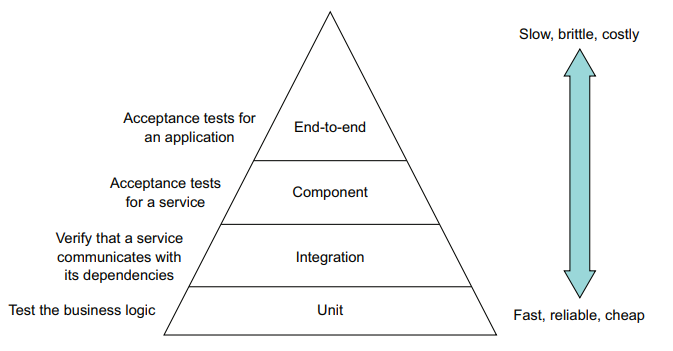 Slow, brittle, costly
Acceptance tests for
an application
End-to-end
Acceptance tests
for a service
Component
Verify that a service
communicates with
its dependencies
Integration
Test the business logic
Unit
Fast, reliable, cheap